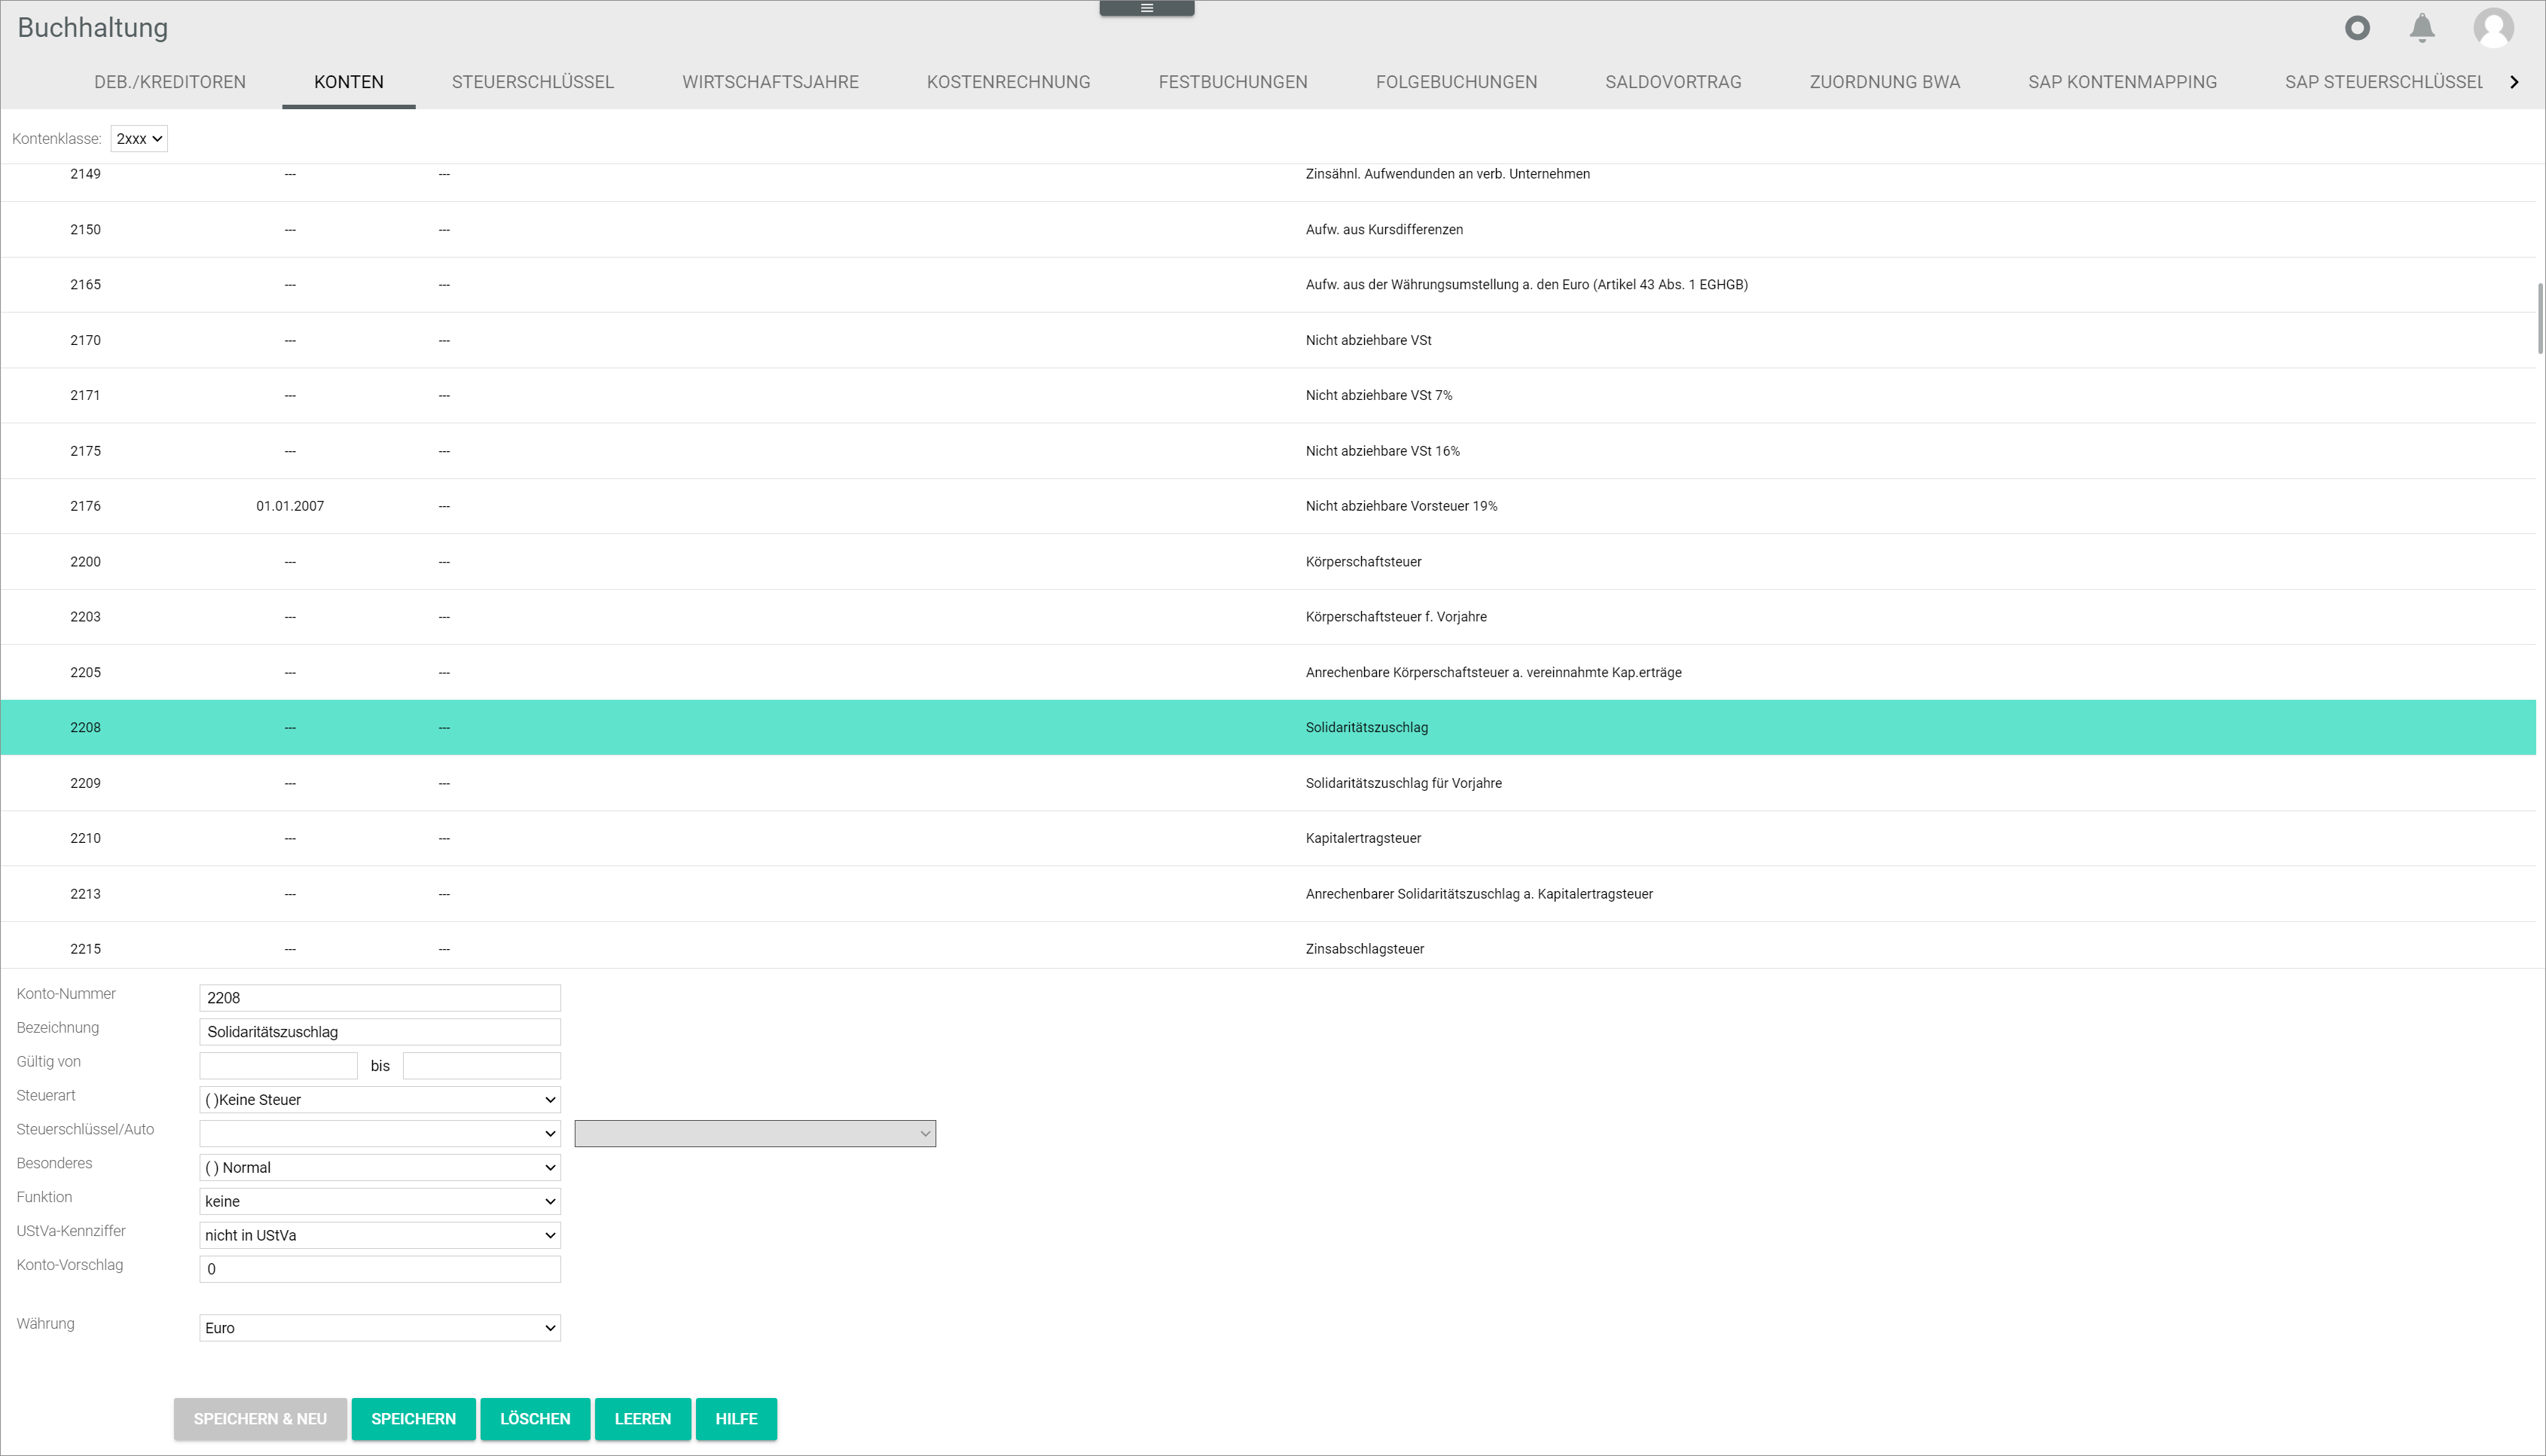 Buchhaltung
DEB./KREDITOREN KONTEN STEUERSCHLÜSSEL WIRTSCHAFTSJAHRE KOSTENRECHNUNG FESTBUCHUNGEN FOLGEBUCHUNGEN SALDOVORTRAG ZUORDNUNG BWA SAP KONTENMAPPING SAP STEUERSCHLÜSSEL
Kontenklasse: 2xxx
2149 --- --- Zinsähnl. Aufwendunden an verb. Unternehmen
2150 --- --- Aufw. aus Kursdifferenzen
2165 --- --- Aufw. aus der Währungsumstellung a. den Euro (Artikel 43 Abs. 1 EGHGB)
2170 --- --- Nicht abziehbare VSt
2171 --- --- Nicht abziehbare VSt 7%
2175 --- --- Nicht abziehbare VSt 16%
2176 01.01.2007 --- Nicht abziehbare Vorsteuer 19%
2200 --- --- Körperschaftsteuer
2203 --- --- Körperschaftsteuer f. Vorjahre
2205 --- --- Anrechenbare Körperschaftsteuer a. vereinnahmte Kap.erträge
2208 --- --- Solidaritätszuschlag
2209 --- --- Solidaritätszuschlag für Vorjahre
2210 --- --- Kapitalertragsteuer
2213 --- --- Anrechenbarer Solidaritätszuschlag a. Kapitalertragsteuer
2215 --- --- Zinsabschlagsteuer
Konto-Nummer 2208
Bezeichnung Solidaritätszuschlag
Gültig von bis
Steuerart ( )Keine Steuer
Steuerschlüssel/Auto
Besonderes ( ) Normal
Funktion keine
UStVa-Kennziffer nicht in UStVa
Konto-Vorschlag 0
Währung Euro
SPEICHERN & NEU SPEICHERN LÖSCHEN LEEREN HILFE